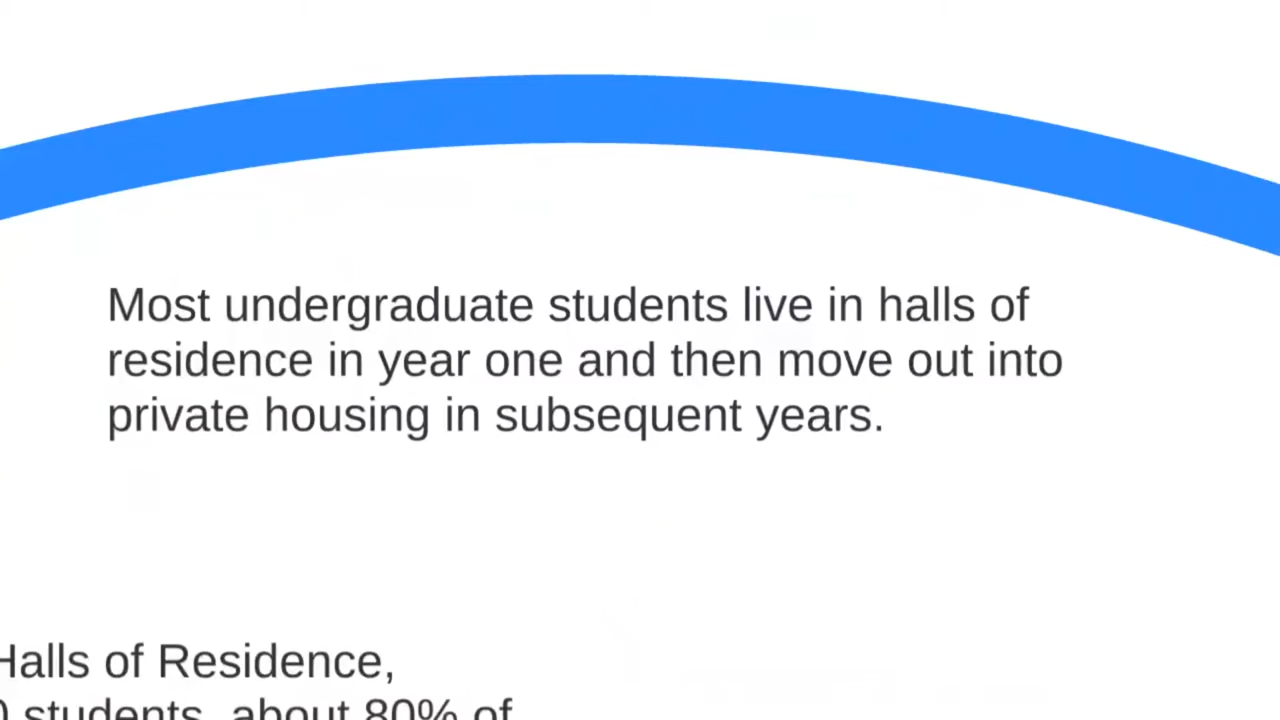 Most undergraduate students live in halls of
residence in year one and then move out into
private housing in subsequent years.
Halls of Residence,
students, about 80% of